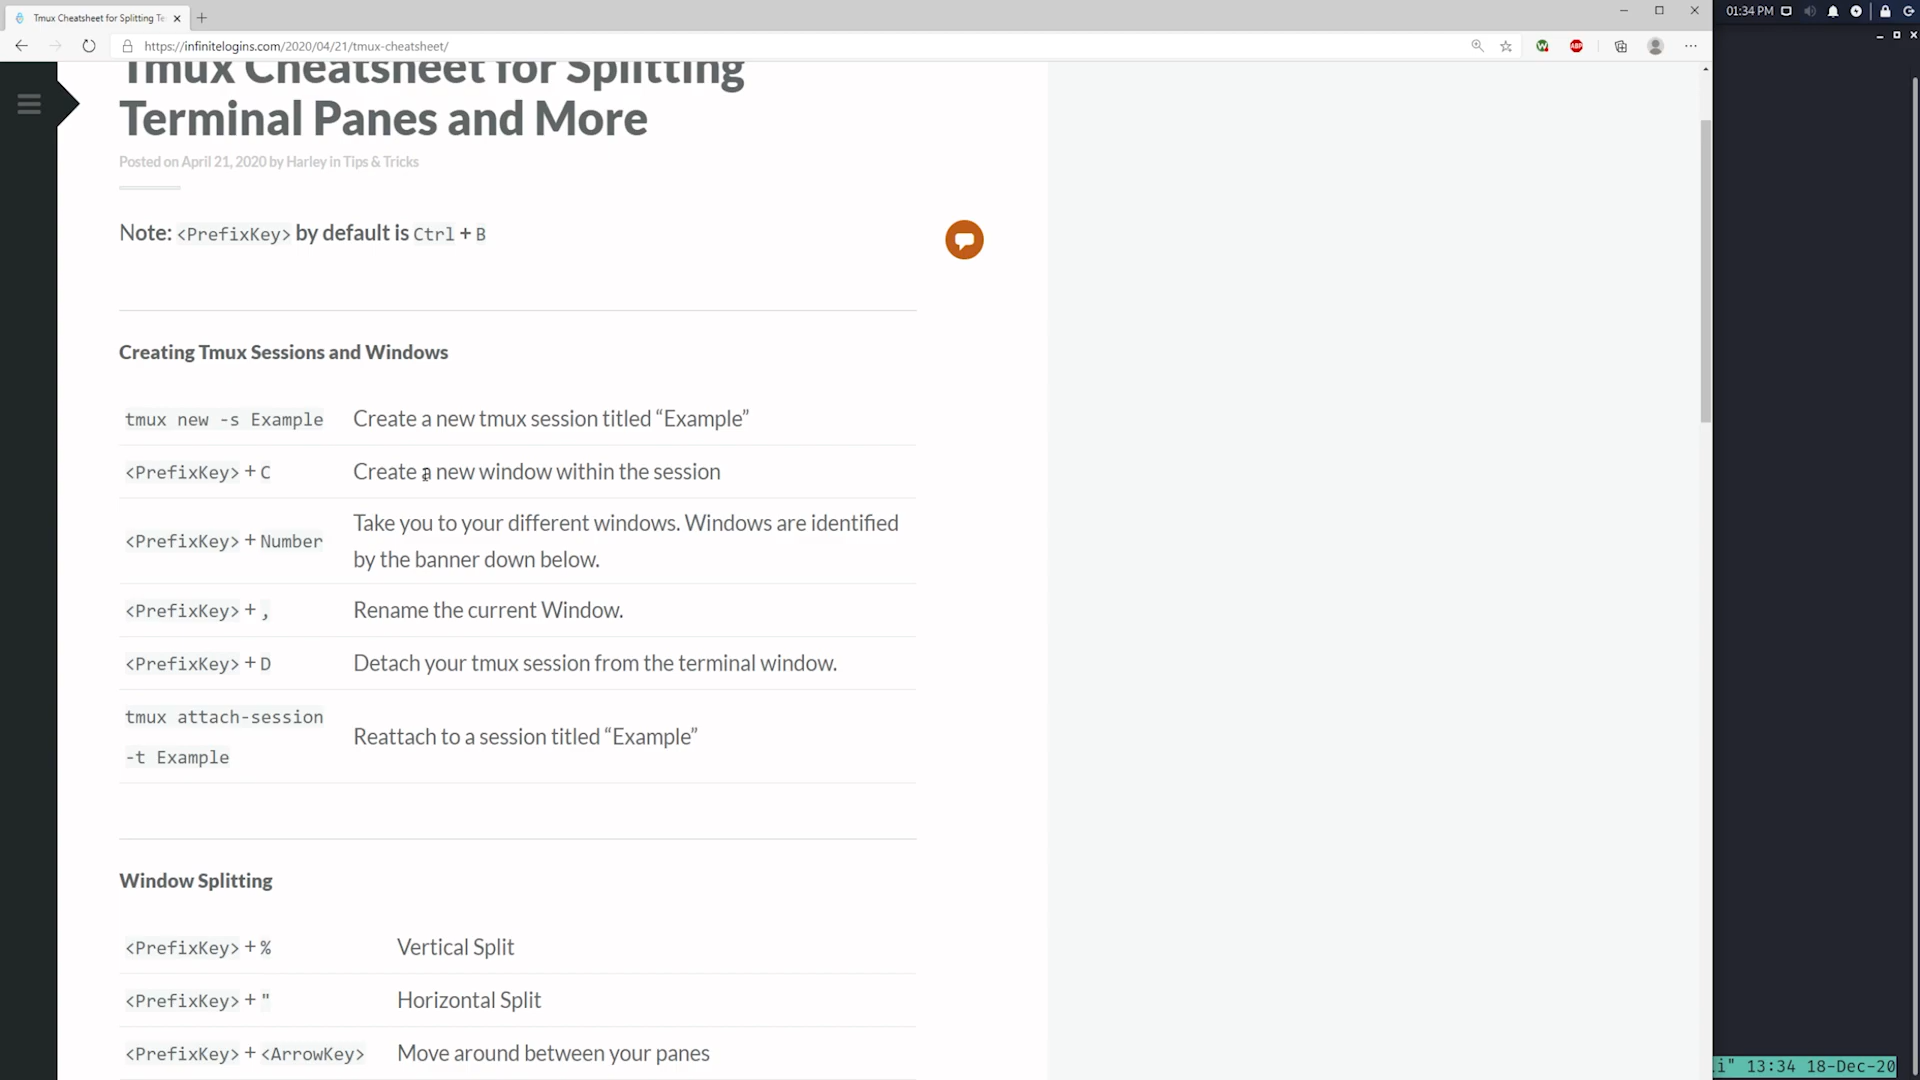 Tmux Cheatsheet for Splitting Te
01:34 PM
https://infinitelogins.com/2020/04/21/tmux-cheatsheet/
ABP
Tmux Cheatsheet for Splitting
Terminal Panes and More
Posted on April 21, 2020 by Harley in Tips & Tricks
Note: <PrefixKey> by default is Ctrl + B
Creating Tmux Sessions and Windows
tmux new -s Example Create a new tmux session titled “Example”
<PrefixKey> + C Create a new window within the session
<PrefixKey> + Number Take you to your different windows. Windows are identified
by the banner down below.
<PrefixKey> + , Rename the current Window.
<PrefixKey> + D Detach your tmux session from the terminal window.
tmux attach-session
-t Example Reattach to a session titled “Example”
Window Splitting
<PrefixKey> + % Vertical Split
<PrefixKey> + " Horizontal Split
<PrefixKey> + <ArrowKey> Move around between your panes
i" 13:34 18-Dec-20